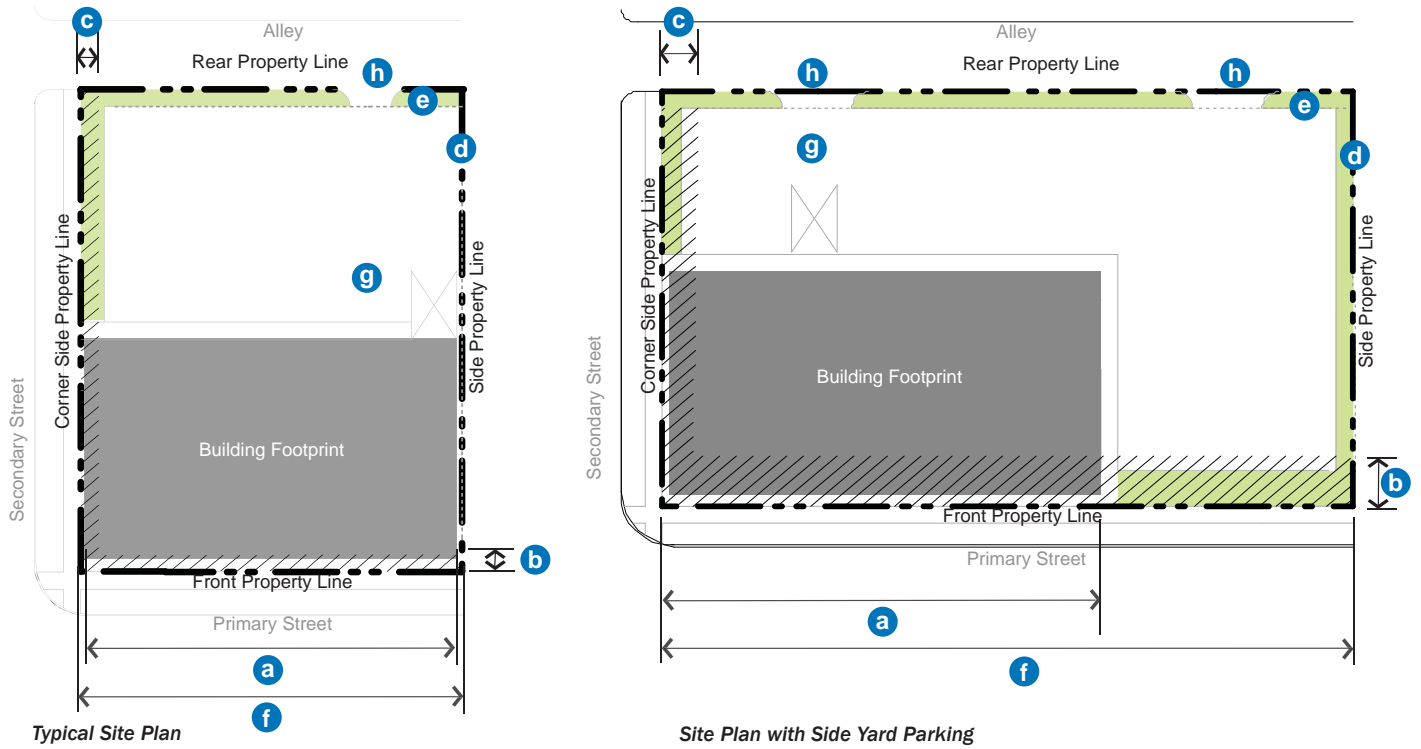 c
Alley
Rear Property Line
h
e
d
g
Corner Side Property Line
Side Property Line
Secondary Street
Building Footprint
b
Front Property Line
Primary Street
a
f
Typical Site Plan
c
Alley
Rear Property Line
h
h
e
d
g
Corner Side Property Line
Side Property Line
Secondary Street
Building Footprint
b
Front Property Line
Primary Street
a
f
Site Plan with Side Yard Parking